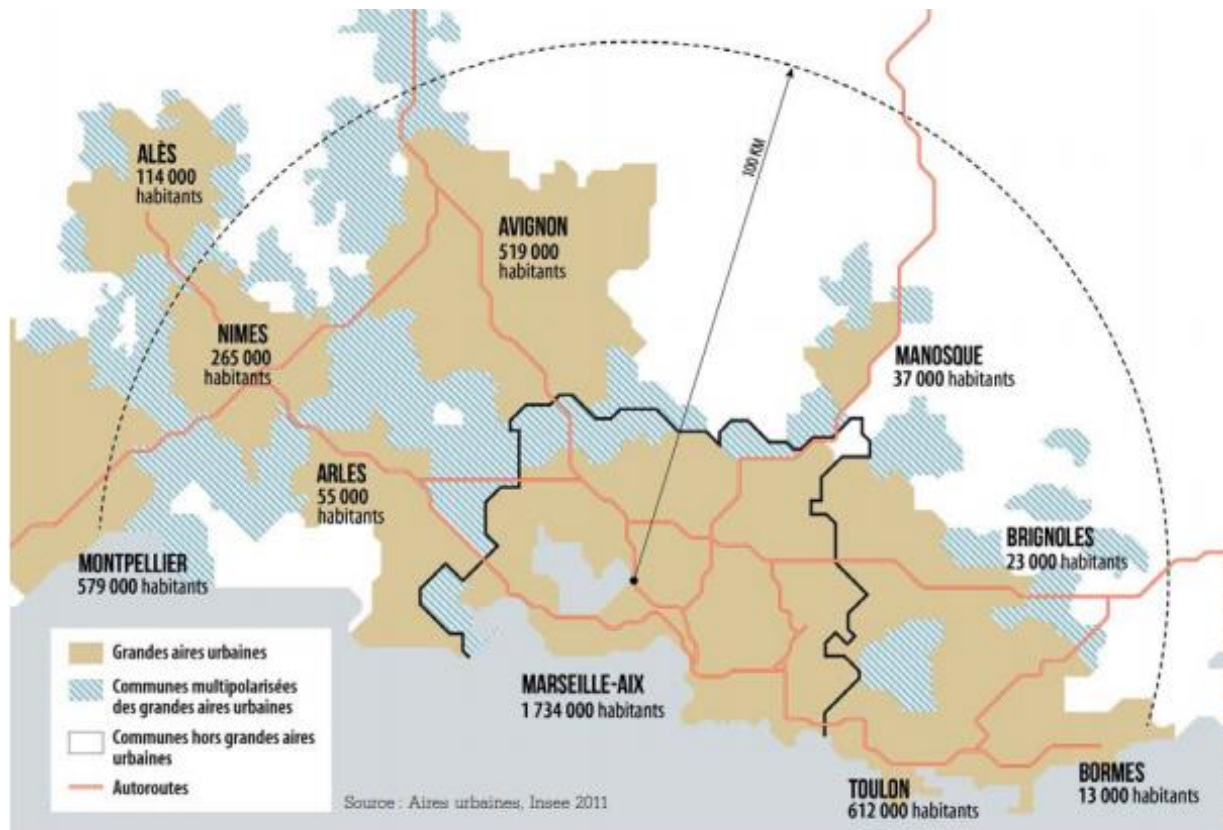 ALÈS
114 000
habitants
AVIGNON
519 000
habitants
100 KM
NIMES
265 000
habitants
MANOSQUE
37 000 habitants
ARLES
55 000
habitants
BRIGNOLES
23 000 habitants
MONTPELLIER
579 000 habitants
MARSEILLE-AIX
1 734 000 habitants
TOULON
612 000 habitants
BORMES
13 000 habitants
Grandes aires urbaines
Communes multipolarisées
des grandes aires urbaines
Communes hors grandes aires
urbaines
Autoroutes
Source : Aires urbaines, Insee 2011